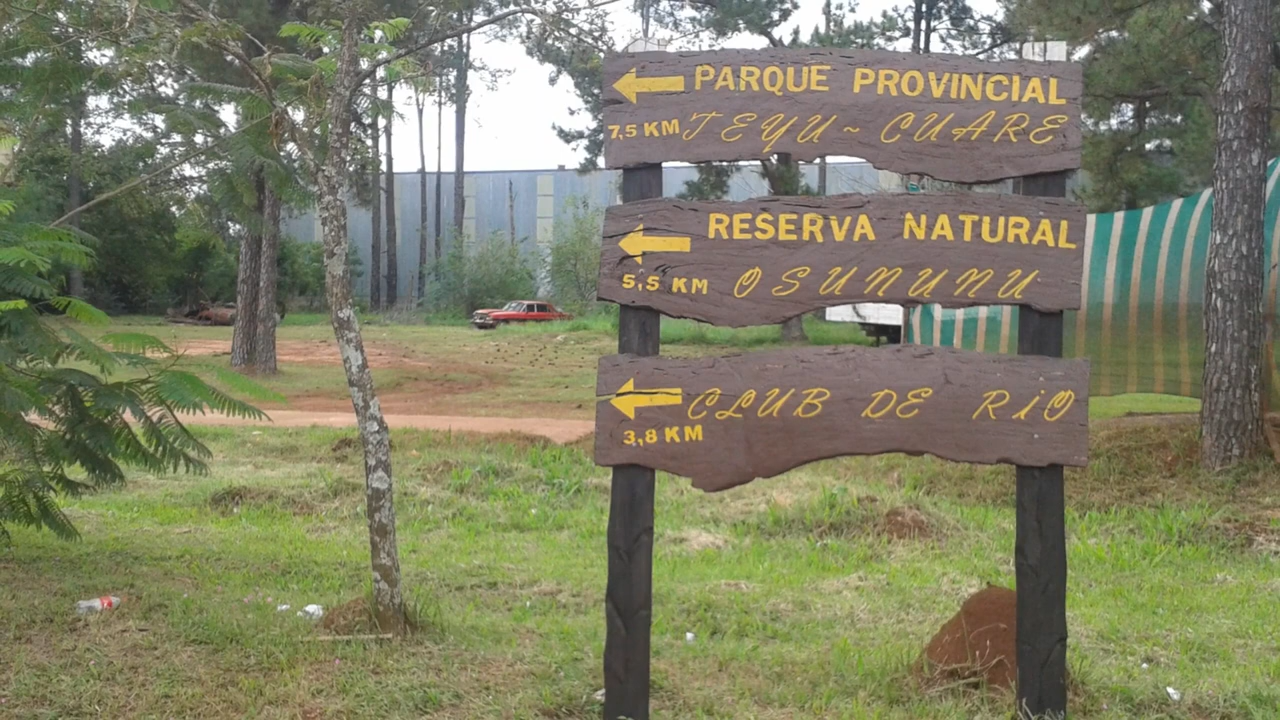 PARQUE PROVINCIAL
7,5 KM TEYU~CUARE
RESERVA NATURAL
5,5 KM OSUNUNU
CLUB DE RiO
3,8 KM